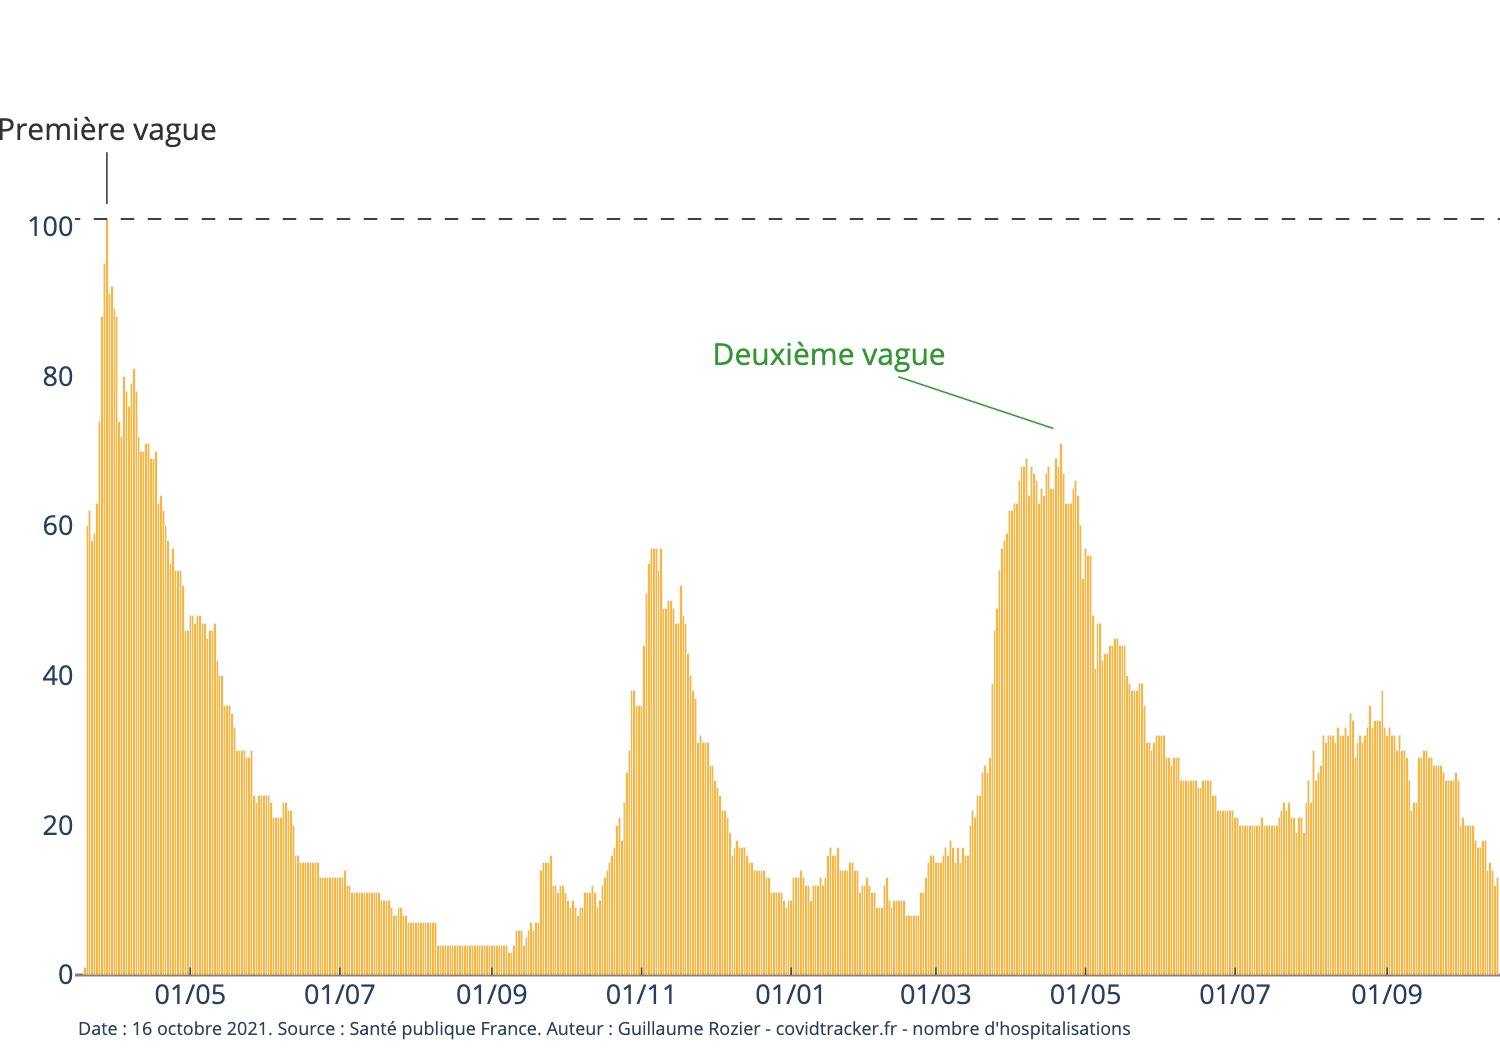 Première vague
100
Deuxième vague
80
60
40
20
0
01/05 01/07 01/09 01/11 01/01 01/03 01/05 01/07 01/09
Date : 16 octobre 2021. Source : Santé publique France. Auteur : Guillaume Rozier - covidtracker.fr - nombre d'hospitalisations